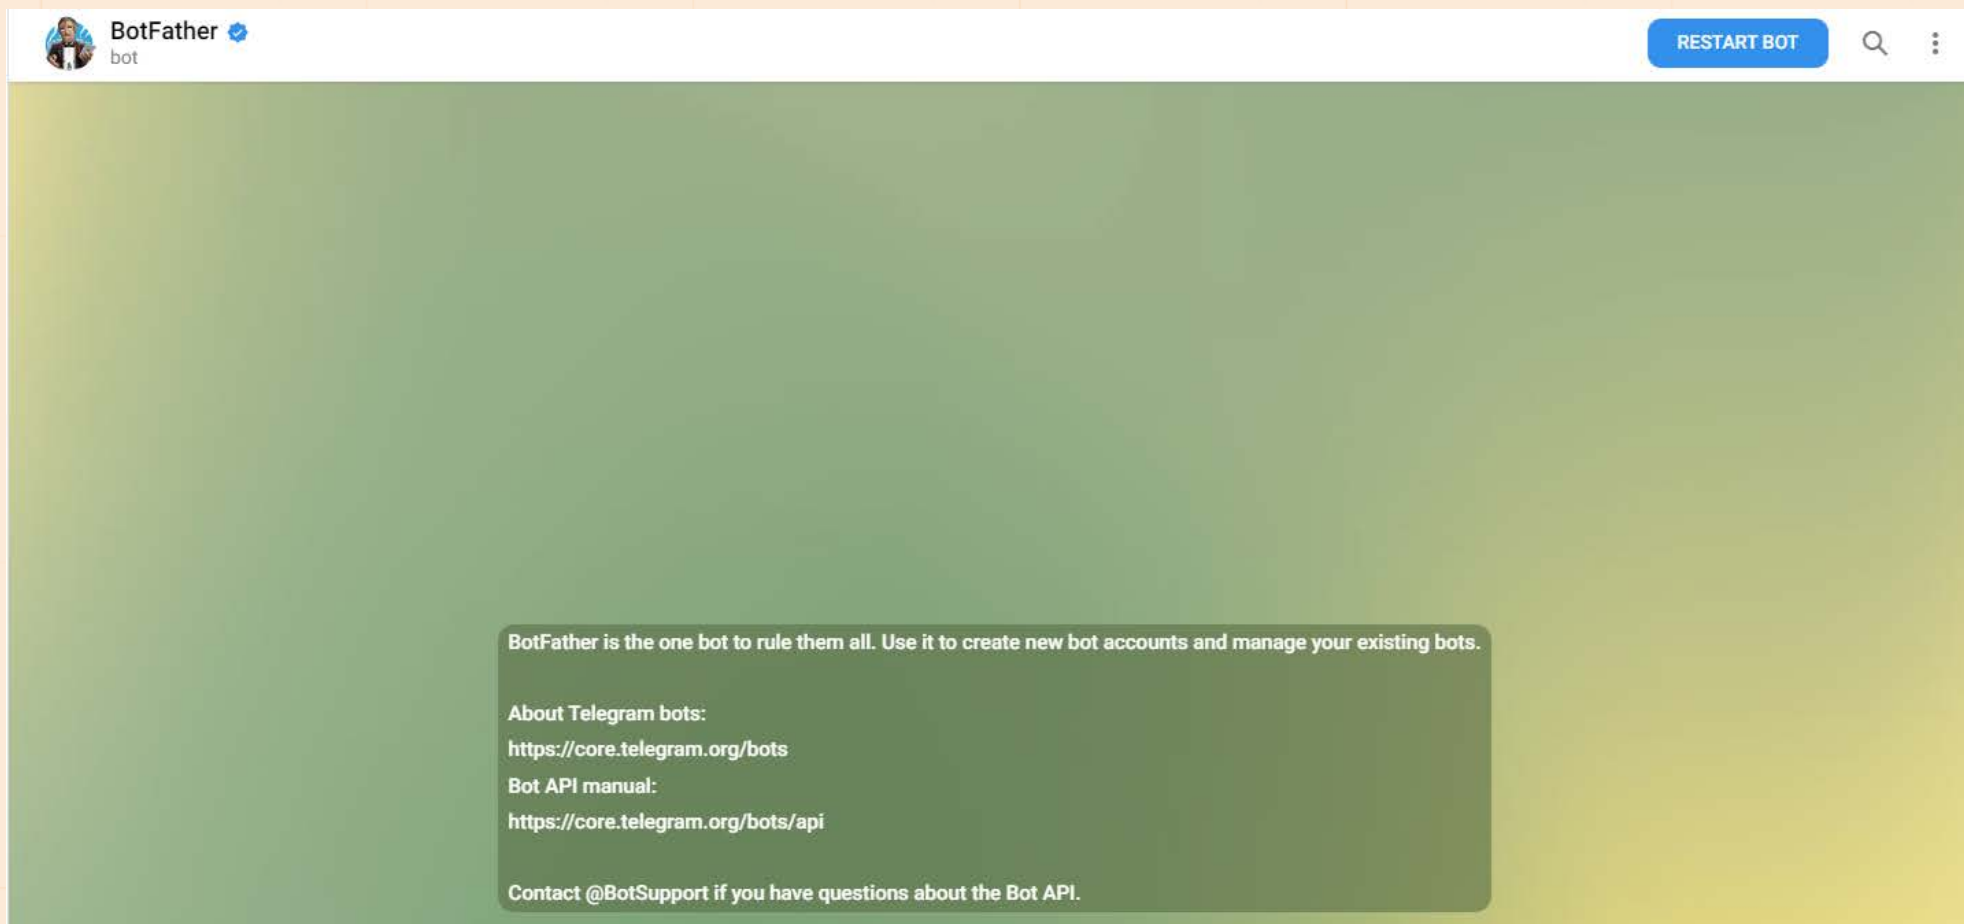 BotFather
bot
RESTART BOT
BotFather is the one bot to rule them all. Use it to create new bot accounts and manage your existing bots.
About Telegram bots:
https://core.telegram.org/bots
Bot API manual:
https://core.telegram.org/bots/api
Contact @BotSupport if you have questions about the Bot API.